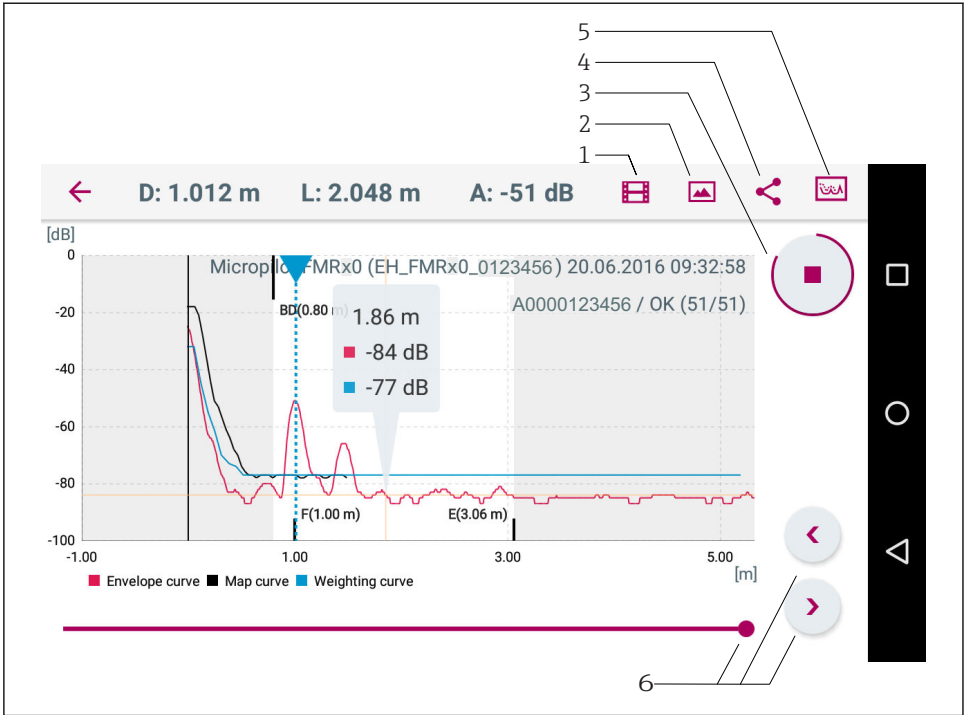 5
4
3
2
1
D: 1.012 m L: 2.048 m A: -51 dB
[dB]
0
Micropilot FMRx0 (EH_FMRx0_0123456) 20.06.2016 09:32:58
A0000123456 / OK (51/51)
-20
BD(0.80 m)
1.86 m
-84 dB
-77 dB
-40
-60
-80
F(1.00 m)
E(3.06 m)
-100
-1.00 1.00 3.00 5.00
[m]
Envelope curve Map curve Weighting curve
6